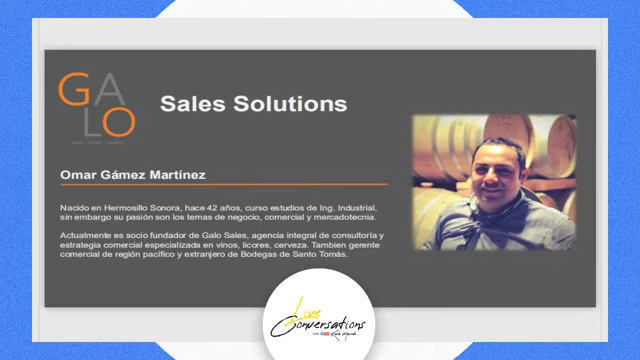 GALO
Sales Solutions
Omar Gámez Martínez
Nacido en Hermosillo Sonora, hace 42 años, curso estudios de Ing. Industrial,
sin embargo su pasión son los temas de negocio, comercial y mercadotecnia.
Actualmente es socio fundador de Galo Sales, agencia integral de consultoría y
estrategia comercial especializada en vinos, licores, cerveza. Tambien gerente
comercial de región pacífico y extranjero de Bodegas de Santo Tomás.
Live
Conversations